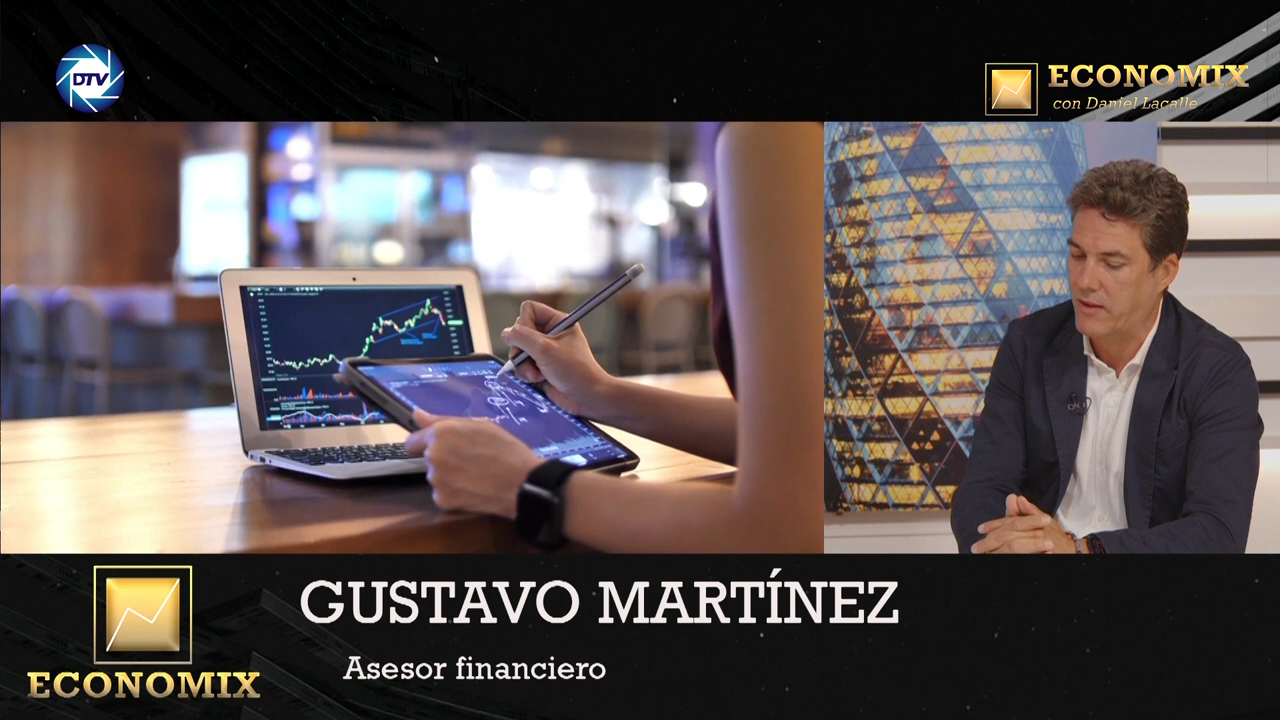 DTV
ECONOMIX
con Daniel Lacalle
GUSTAVO MARTÍNEZ
Asesor financiero
ECONOMIX